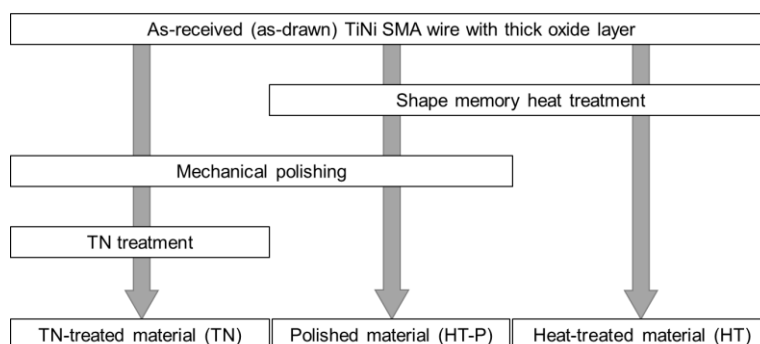 As-received (as-drawn) TiNi SMA wire with thick oxide layer
Shape memory heat treatment
Mechanical polishing
TN treatment
TN-treated material (TN)
Polished material (HT-P)
Heat-treated material (HT)